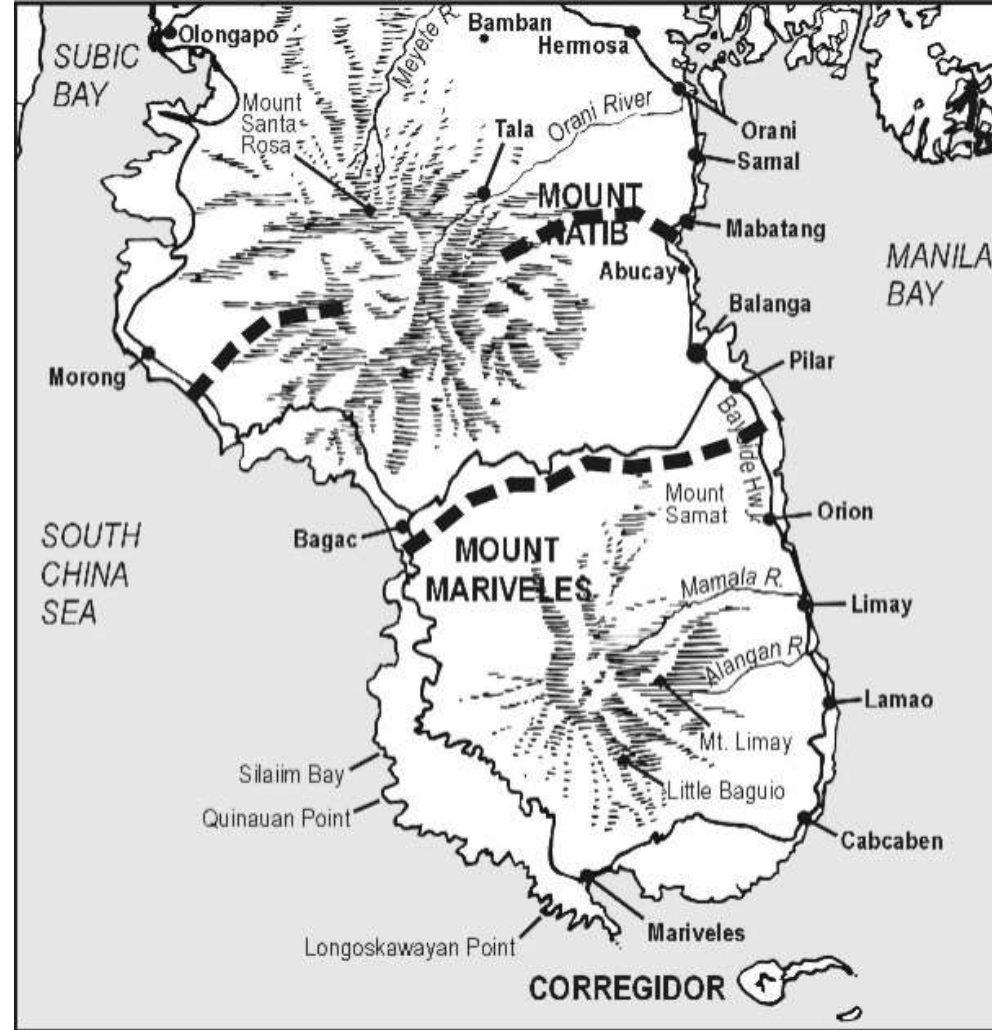 Olongapo
SUBIC
BAY
Meyete R.
Bamban
Hermosa
Mount
Santa
Rosa
Tala
Orani River
Orani
Samal
MOUNT
NATIB
Mabatang
Abucay
MANILA
BAY
Balanga
Morong
Pilar
Bayside Hwy.
Mount
Samat
Orion
Bagac
SOUTH
CHINA
SEA
MOUNT
MARIVELES
Mamala R.
Limay
Alangan R
Lamao
Mt. Limay
Silaiim Bay
Little Baguio
Quinauan Point
Cabcaben
Mariveles
Longoskawayan Point
CORREGIDOR